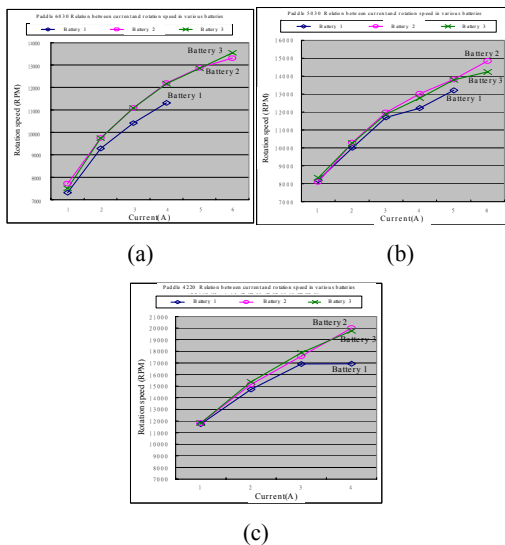 Paddle 6030 Relation between current and rotation speed in various batteries
Battery 1 Battery 2 Battery 3
Rotation speed (RPM)
14000
13000
12000
11000
10000
9000
8000
7000
Battery 3
Battery 2
Battery 1
1 2 3 4 5 6
Current(A)
(a)
Paddle 5030 Relation between current and rotation speed in various batteries
Battery 1 Battery 2 Battery 3
Rotation speed (RPM)
16000
15000
14000
13000
12000
11000
10000
9000
8000
7000
Battery 2
Battery 3
Battery 1
1 2 3 4 5 6
Current(A)
(b)
Paddle 4220 Relation between current and rotation speed in various batteries
Battery 1 Battery 2 Battery 3
Rotation speed (RPM)
21000
20000
19000
18000
17000
16000
15000
14000
13000
12000
11000
10000
9000
8000
7000
Battery 2
Battery 3
Battery 1
1 2 3 4
Current(A)
(c)